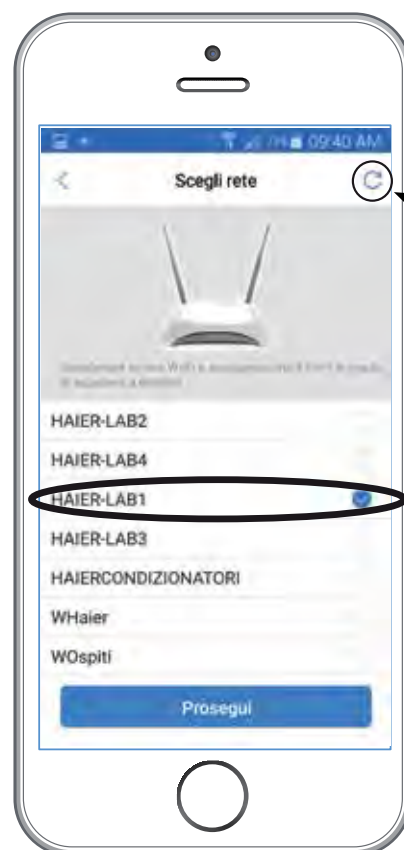 09:40 AM
Scegli rete
HAIER-LAB2
HAIER-LAB4
HAIER-LAB1
HAIER-LAB3
HAIERCONDIZIONATORI
WHaier
WOspiti
Prosegui